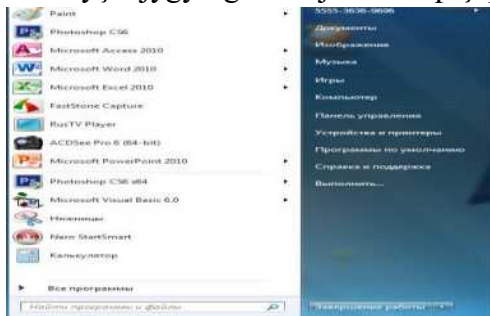 Paint
Photoshop CS6
Microsoft Access 2010
Microsoft Word 2010
Microsoft Excel 2010
FastStone Capture
RusTV Player
ACDSee Pro 6 (64-bit)
Microsoft PowerPoint 2010
Photoshop CS6 x64
Microsoft Visual Basic 6.0
Ножницы
Nero StartSmart
Калькулятор
Все программы
Найти программы и файлы
5555-3636-9696
Документы
Изображения
Музыка
Игры
Компьютер
Панель управления
Устройства и принтеры
Программы по умолчанию
Справка и поддержка
Выполнить...
Завершение работы